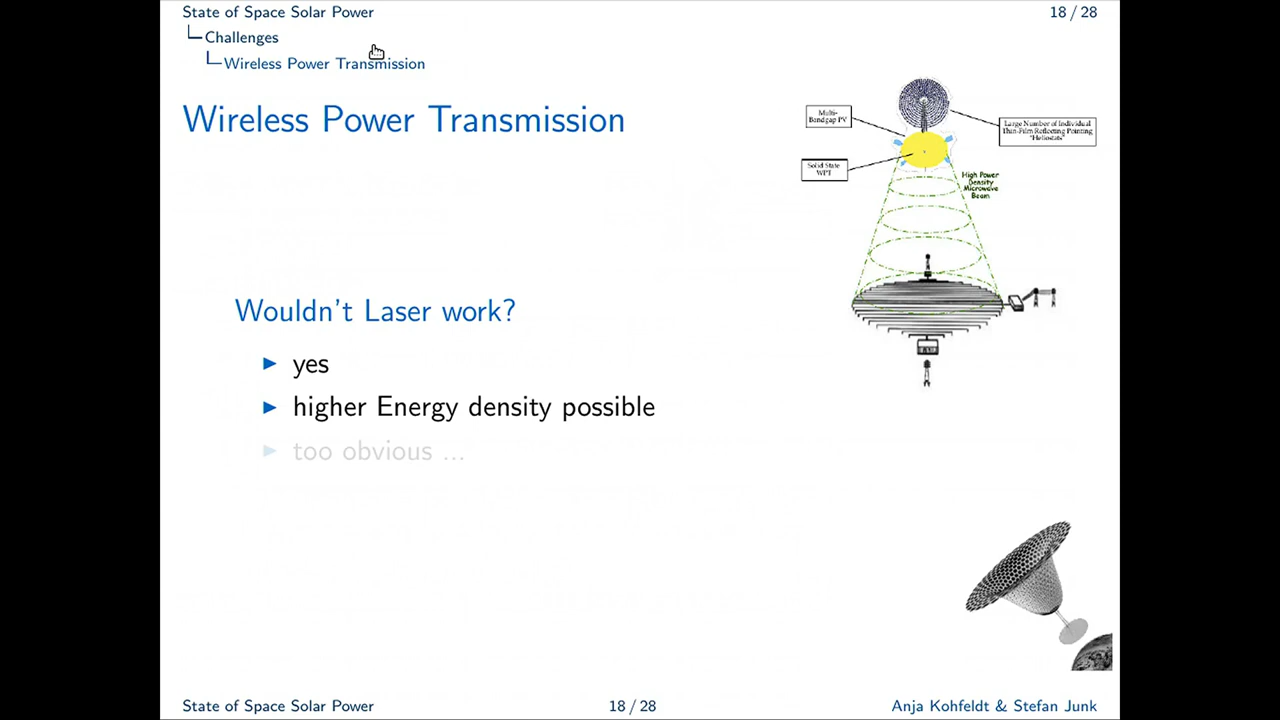 State of Space Solar Power
18 / 28
Challenges
Wireless Power Transmission
Wireless Power Transmission
Multi-
Bandgap PV
Large Number of Individual
Thin-Film Reflecting Pointing
"Heliostats"
Solid State
WPT
High Power
Density
Microwave
Beam
Wouldn't Laser work?
yes
higher Energy density possible
too obvious ...
State of Space Solar Power
18 / 28
Anja Kohfeldt & Stefan Junk